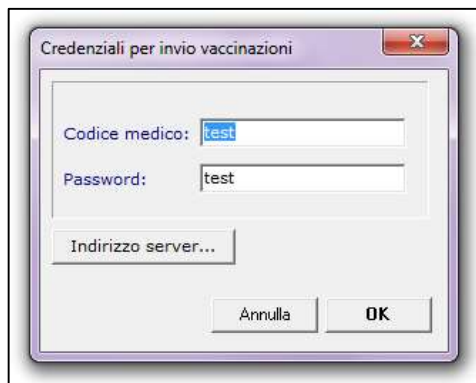 Credenziali per invio vaccinazioni
Codice medico: test
Password: test
Indirizzo server...
Annulla OK